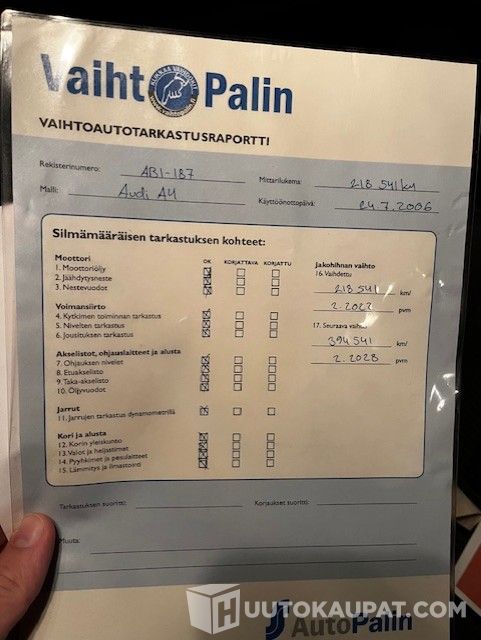 Vaihto Palin
VAIHTOAUTOTARKASTUSRAPORTTI
Rekisterinumero: ABI-187 Mittarilukema: 218 541 km
Malli: Audi A4 Käyttöönottopäivä: 24.7.2006
Silmämääräisen tarkastuksen kohteet:
Moottori OK KORJATTAVA KORJATTU
1. Moottoriöljy
2. Jäähdytysneste
3. Nestevuodot
Voimansiirto
4. Kytkimen toiminnan tarkastus
5. Nivelten tarkastus
6. Jousituksen tarkastus
Akselistot, ohjauslaitteet ja alusta
7. Ohjauksen nivelet
8. Etuakselisto
9. Taka-akselisto
10. Öljyvuodot
Jarrut
11. Jarrujen tarkastus dynamometrillä
Kori ja alusta
12. Korin yleiskunto
13. Valot ja heijastimet
14. Pyyhkimet ja pesulaitteet
15. Lämmitys ja ilmastointi
Jakohihnan vaihto
16. Vaihdettu
218 541 km/
2.2022 pvm
17. Seuraava vaihto
394 541 km/
2.2028 pvm
Tarkastuksen suoritti: Korjaukset suoritti:
Muuta:
AutoPalin
HUUTOKAUPAT.COM